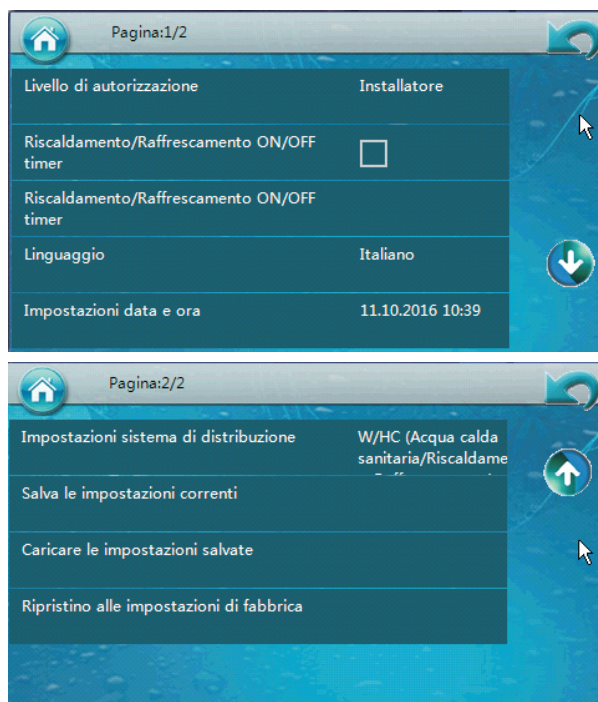 Pagina:1/2
Livello di autorizzazione Installatore
Riscaldamento/Raffrescamento ON/OFF
timer
Riscaldamento/Raffrescamento ON/OFF
timer
Linguaggio Italiano
Impostazioni data e ora 11.10.2016 10:39
Pagina:2/2
Impostazioni sistema di distribuzione W/HC (Acqua calda
sanitaria/Riscaldame
Salva le impostazioni correnti
Caricare le impostazioni salvate
Ripristino alle impostazioni di fabbrica